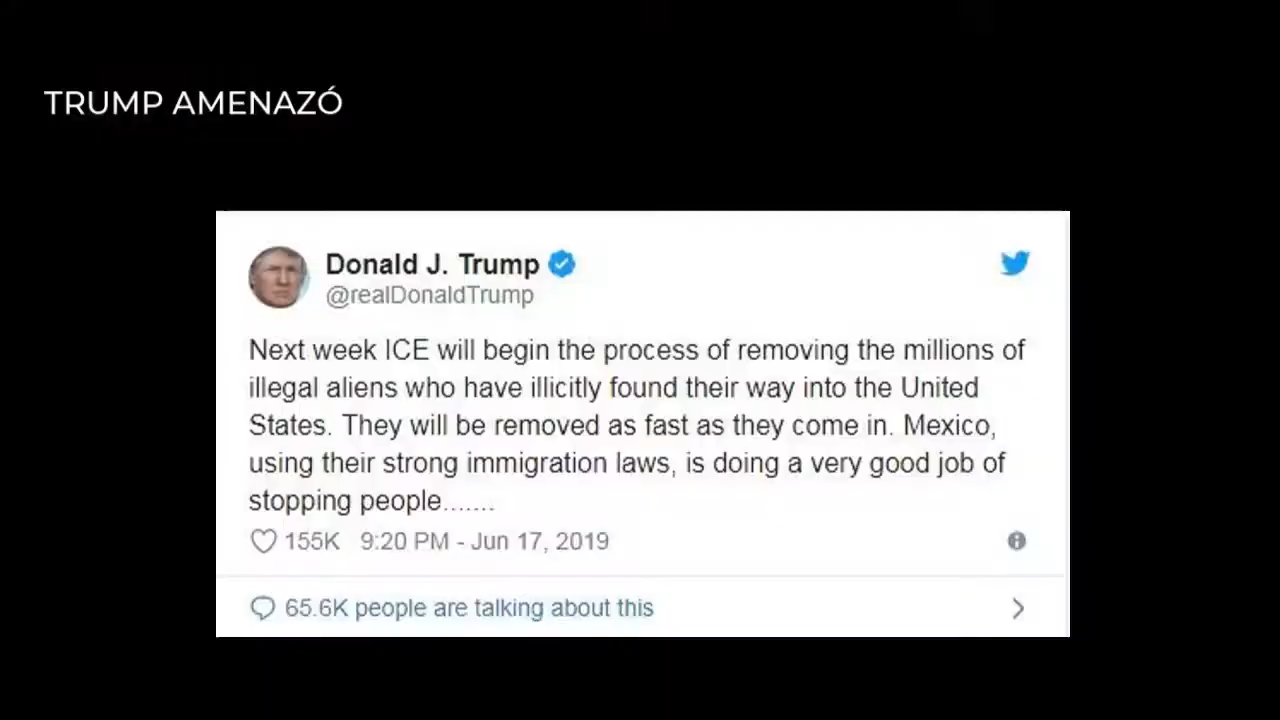 TRUMP AMENAZÓ
Donald J. Trump
@realDonaldTrump
Next week ICE will begin the process of removing the millions of
illegal aliens who have illicitly found their way into the United
States. They will be removed as fast as they come in. Mexico,
using their strong immigration laws, is doing a very good job of
stopping people.......
155K 9:20 PM - Jun 17, 2019
65.6K people are talking about this